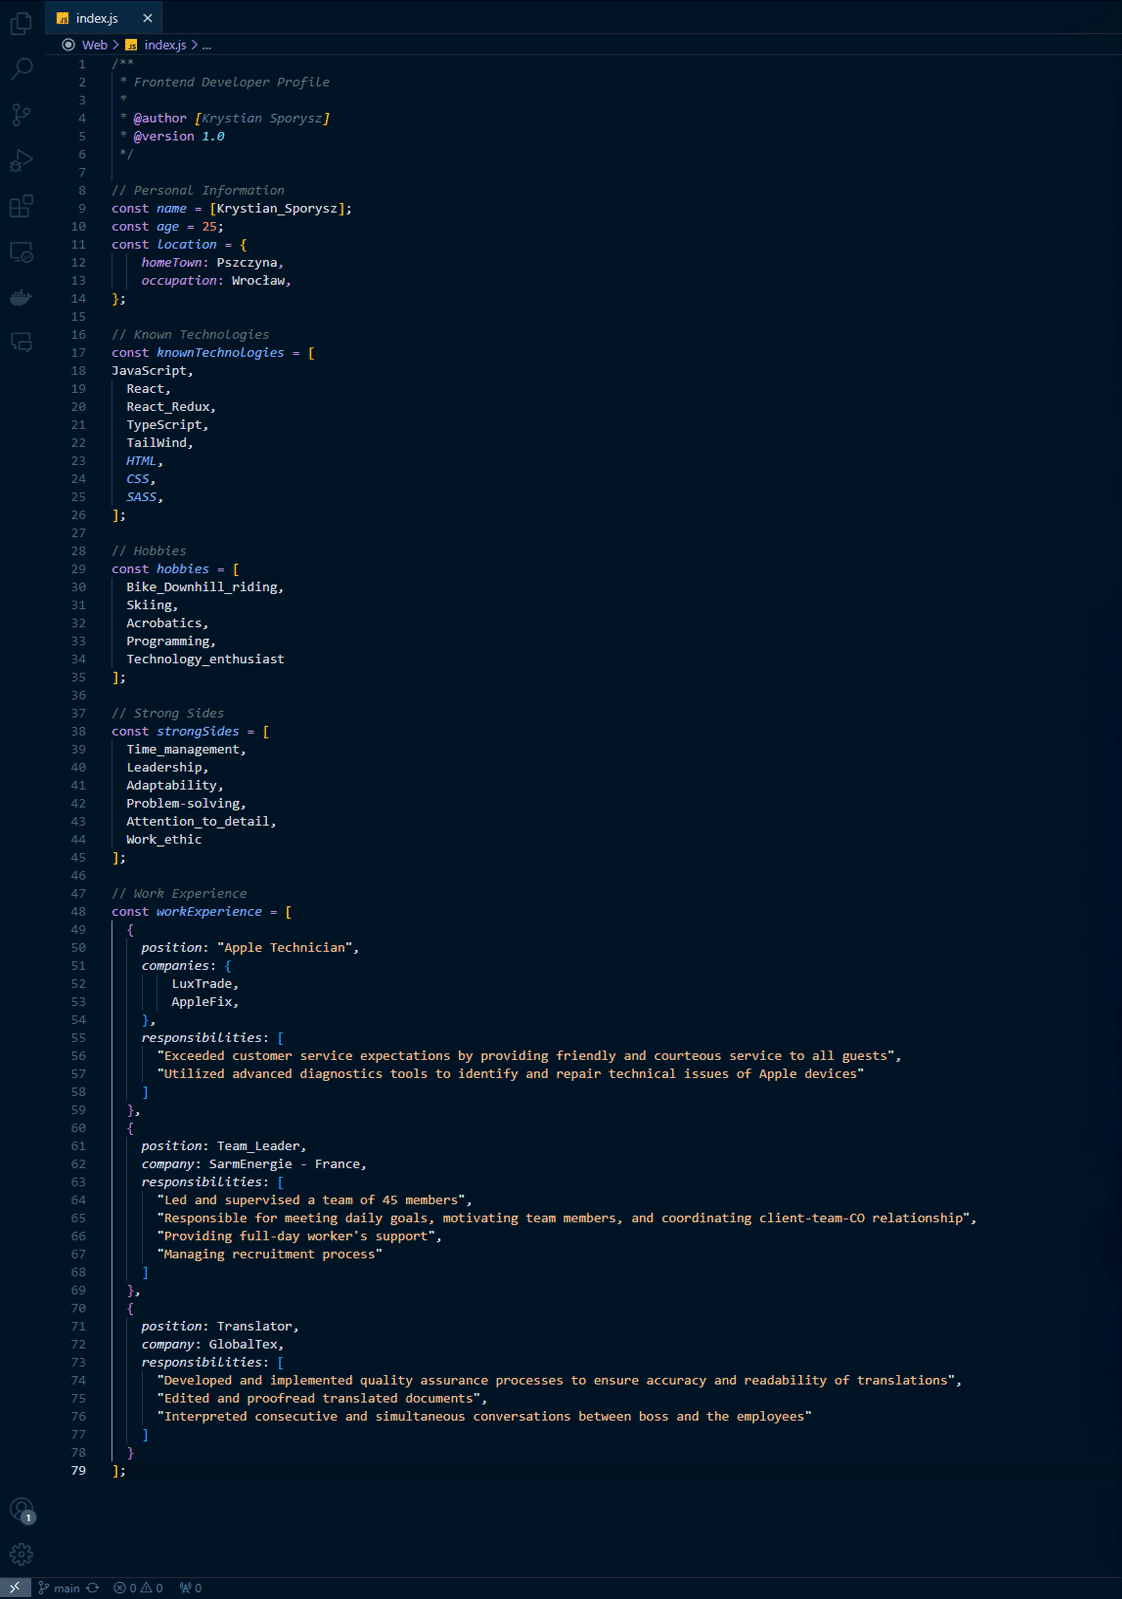 index.js
Web > index.js > ...
1 /**
2 * Frontend Developer Profile
3 *
4 * @author [Krystian Sporysz]
5 * @version 1.0
6 */
7
8 // Personal Information
9 const name = [Krystian_Sporysz];
10 const age = 25;
11 const location = {
12 homeTown: Pszczyna,
13 occupation: Wrocław,
14 };
15
16 // Known Technologies
17 const knownTechnologies = [
18 JavaScript,
19 React,
20 React_Redux,
21 TypeScript,
22 TailWind,
23 HTML,
24 CSS,
25 SASS,
26 ];
27
28 // Hobbies
29 const hobbies = [
30 Bike_Downhill_riding,
31 Skiing,
32 Acrobatics,
33 Programming,
34 Technology_enthusiast
35 ];
36
37 // Strong Sides
38 const strongSides = [
39 Time_management,
40 Leadership,
41 Adaptability,
42 Problem-solving,
43 Attention_to_detail,
44 Work_ethic
45 ];
46
47 // Work Experience
48 const workExperience = [
49 {
50 position: "Apple Technician",
51 companies: {
52 LuxTrade,
53 AppleFix,
54 },
55 responsibilities: [
56 "Exceeded customer service expectations by providing friendly and courteous service to all guests",
57 "Utilized advanced diagnostics tools to identify and repair technical issues of Apple devices"
58 ]
59 },
60 {
61 position: Team_Leader,
62 company: SarmEnergie - France,
63 responsibilities: [
64 "Led and supervised a team of 45 members",
65 "Responsible for meeting daily goals, motivating team members, and coordinating client-team-CO relationship",
66 "Providing full-day worker's support",
67 "Managing recruitment process"
68 ]
69 },
70 {
71 position: Translator,
72 company: GlobalTex,
73 responsibilities: [
74 "Developed and implemented quality assurance processes to ensure accuracy and readability of translations",
75 "Edited and proofread translated documents",
76 "Interpreted consecutive and simultaneous conversations between boss and the employees"
77 ]
78 }
79 ];
1
main 0 0 0